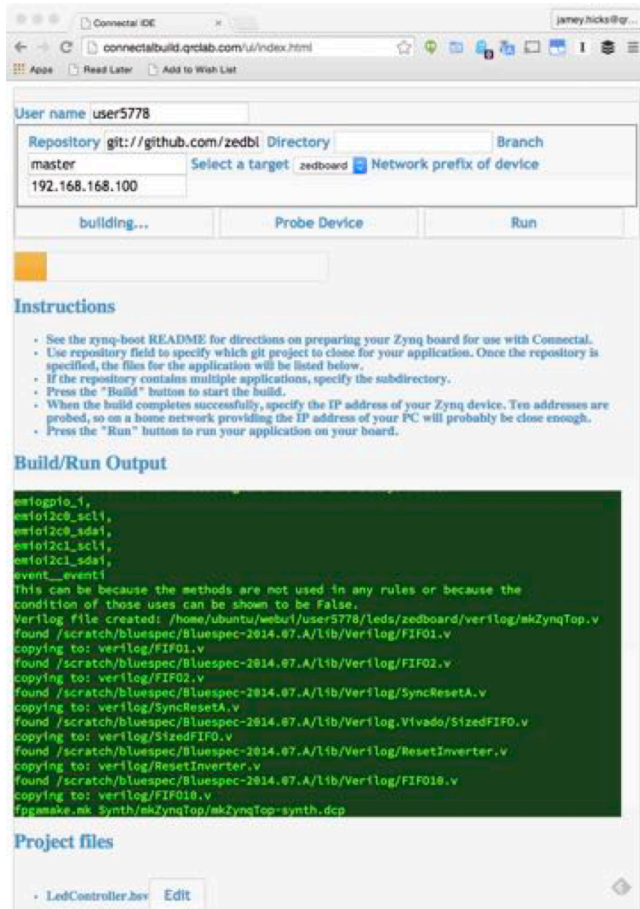 Connectal IDE
jamey.hicks@qr...
connectalbuild.qrclab.com/ui/index.html
Apps Read Later Add to Wish List
User name user5778
Repository git://github.com/zedbl Directory Branch
master Select a target zedboard Network prefix of device
192.168.168.100
building... Probe Device Run
Instructions
• See the zynq-boot README for directions on preparing your Zynq board for use with Connectal.
• Use repository field to specify which git project to clone for your application. Once the repository is
specified, the files for the application will be listed below.
• If the repository contains multiple applications, specify the subdirectory.
• Press the "Build" button to start the build.
• When the build completes successfully, specify the IP address of your Zynq device. Ten addresses are
probed, so on a home network providing the IP address of your PC will probably be close enough.
• Press the "Run" button to run your application on your board.
Build/Run Output
emiogpio_i,
emioi2c0_scli,
emioi2c0_sdai,
emioi2c1_scli,
emioi2c1_sdai,
event__eventi
This can be because the methods are not used in any rules or because the
condition of those uses can be shown to be False.
Verilog file created: /home/ubuntu/webui/user5778/leds/zedboard/verilog/mkZynqTop.v
found /scratch/bluespec/Bluespec-2014.07.A/lib/Verilog/FIFO1.v
copying to: verilog/FIFO1.v
found /scratch/bluespec/Bluespec-2014.07.A/lib/Verilog/FIFO2.v
copying to: verilog/FIFO2.v
found /scratch/bluespec/Bluespec-2014.07.A/lib/Verilog/SyncResetA.v
copying to: verilog/SyncResetA.v
found /scratch/bluespec/Bluespec-2014.07.A/lib/Verilog.Vivado/SizedFIFO.v
copying to: verilog/SizedFIFO.v
found /scratch/bluespec/Bluespec-2014.07.A/lib/Verilog/ResetInverter.v
copying to: verilog/ResetInverter.v
found /scratch/bluespec/Bluespec-2014.07.A/lib/Verilog/FIFO10.v
copying to: verilog/FIFO10.v
fpgamake.mk Synth/mkZynqTop/mkZynqTop-synth.dcp
Project files
• LedController.bsv Edit